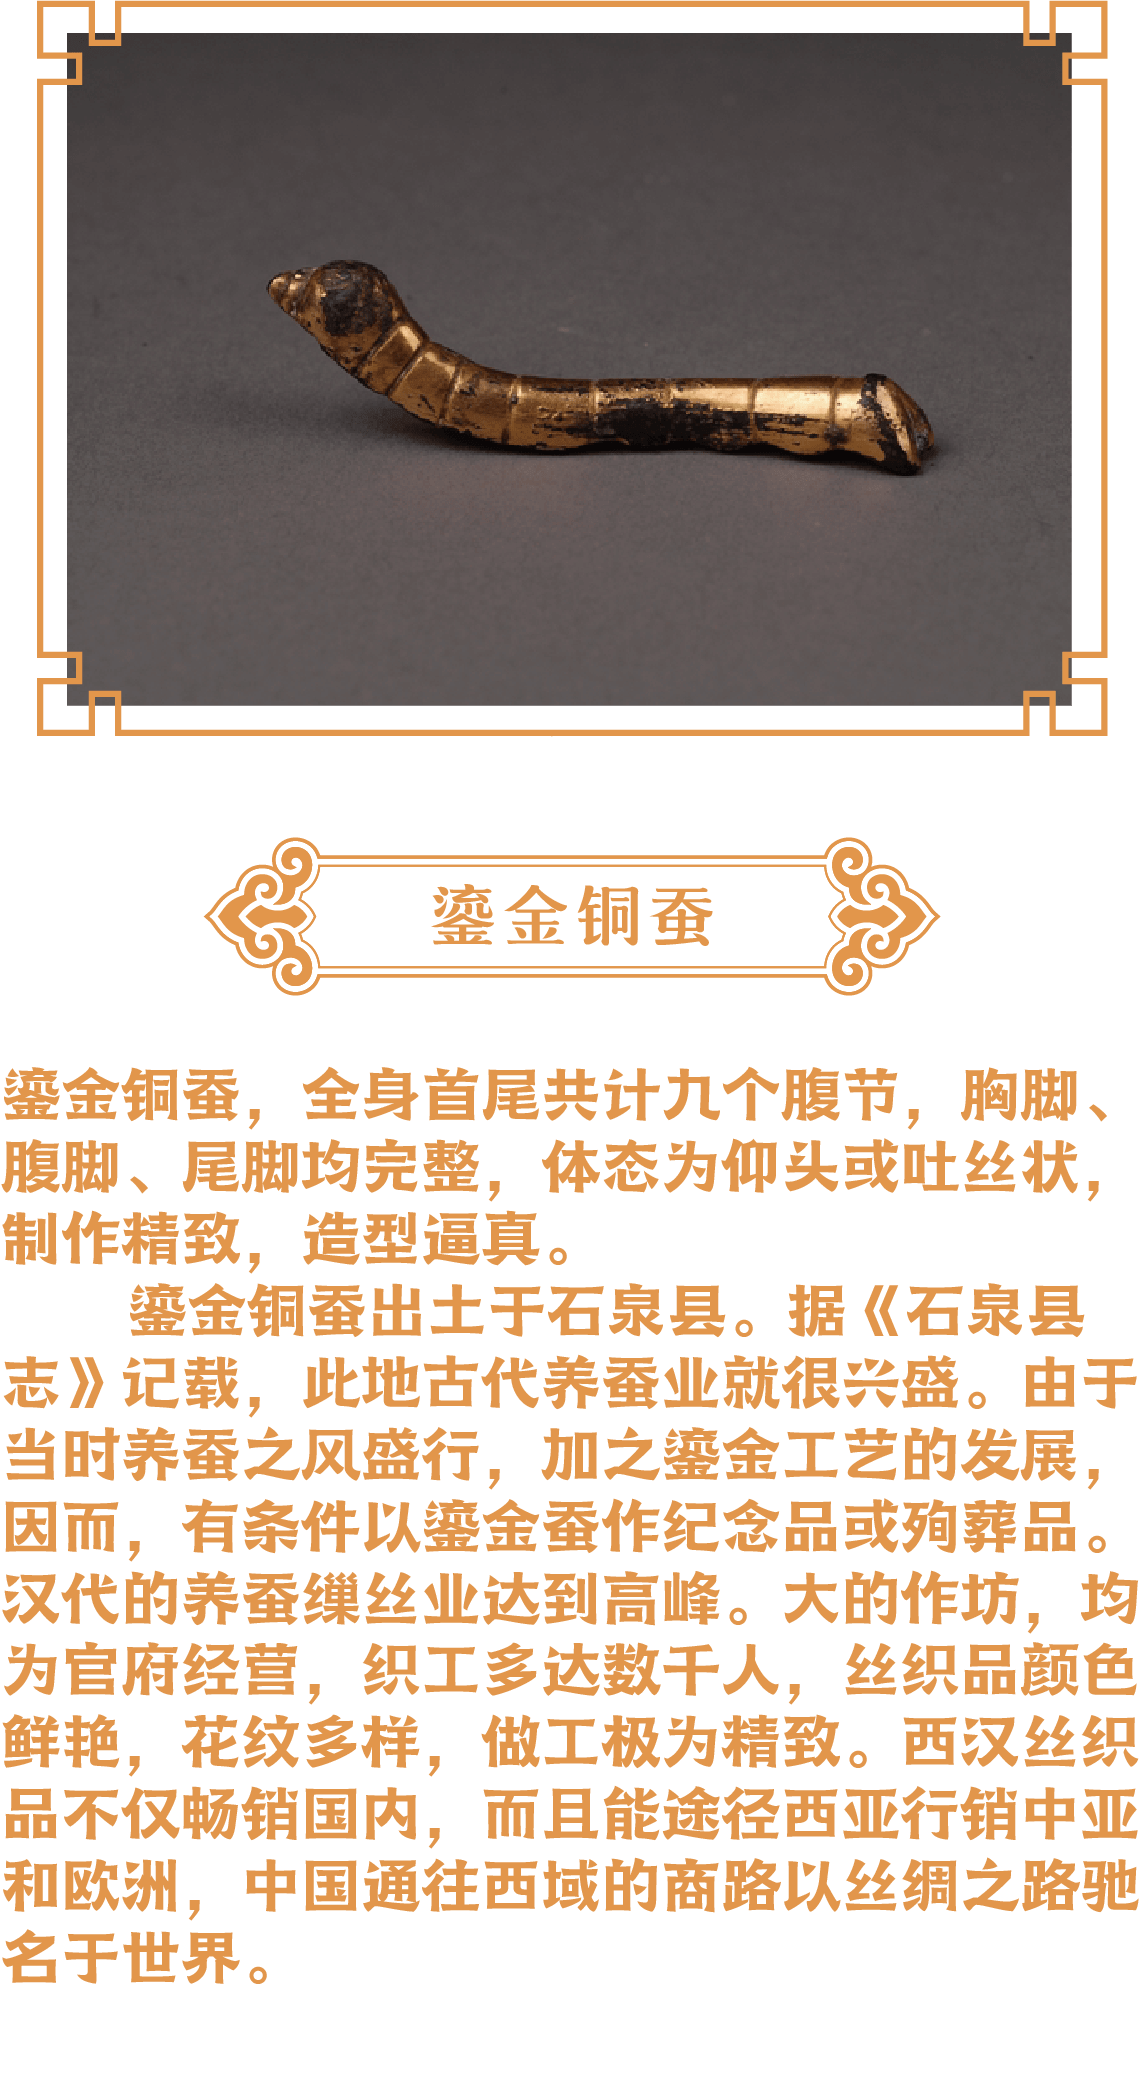 鎏金铜蚕
鎏金铜蚕，全身首尾共计九个腹节，胸脚、
腹脚、尾脚均完整，体态为仰头或吐丝状，
制作精致，造型逼真。
鎏金铜蚕出土于石泉县。据《石泉县
志》记载，此地古代养蚕业就很兴盛。由于
当时养蚕之风盛行，加之鎏金工艺的发展，
因而，有条件以鎏金蚕作纪念品或殉葬品。
汉代的养蚕缫丝业达到高峰。大的作坊，均
为官府经营，织工多达数千人，丝织品颜色
鲜艳，花纹多样，做工极为精致。西汉丝织
品不仅畅销国内，而且能途径西亚行销中亚
和欧洲，中国通往西域的商路以丝绸之路驰
名于世界。